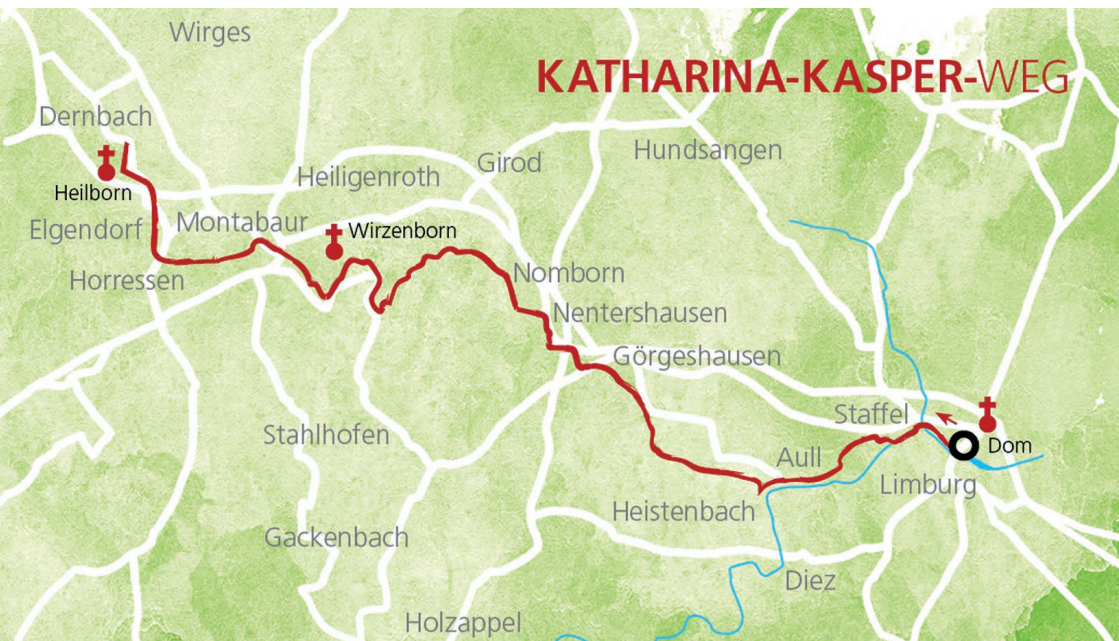 Wirges
KATHARINA-KASPER-WEG
Dernbach
Hundsangen
Girod
Heiligenroth
Heilborn
Montabaur
Elgendorf
Wirzenborn
Horressen
Nomborn
Nentershausen
Görgeshausen
Staffel
Stahlhofen
Dom
Aull
Limburg
Heistenbach
Gackenbach
Diez
Holzappel